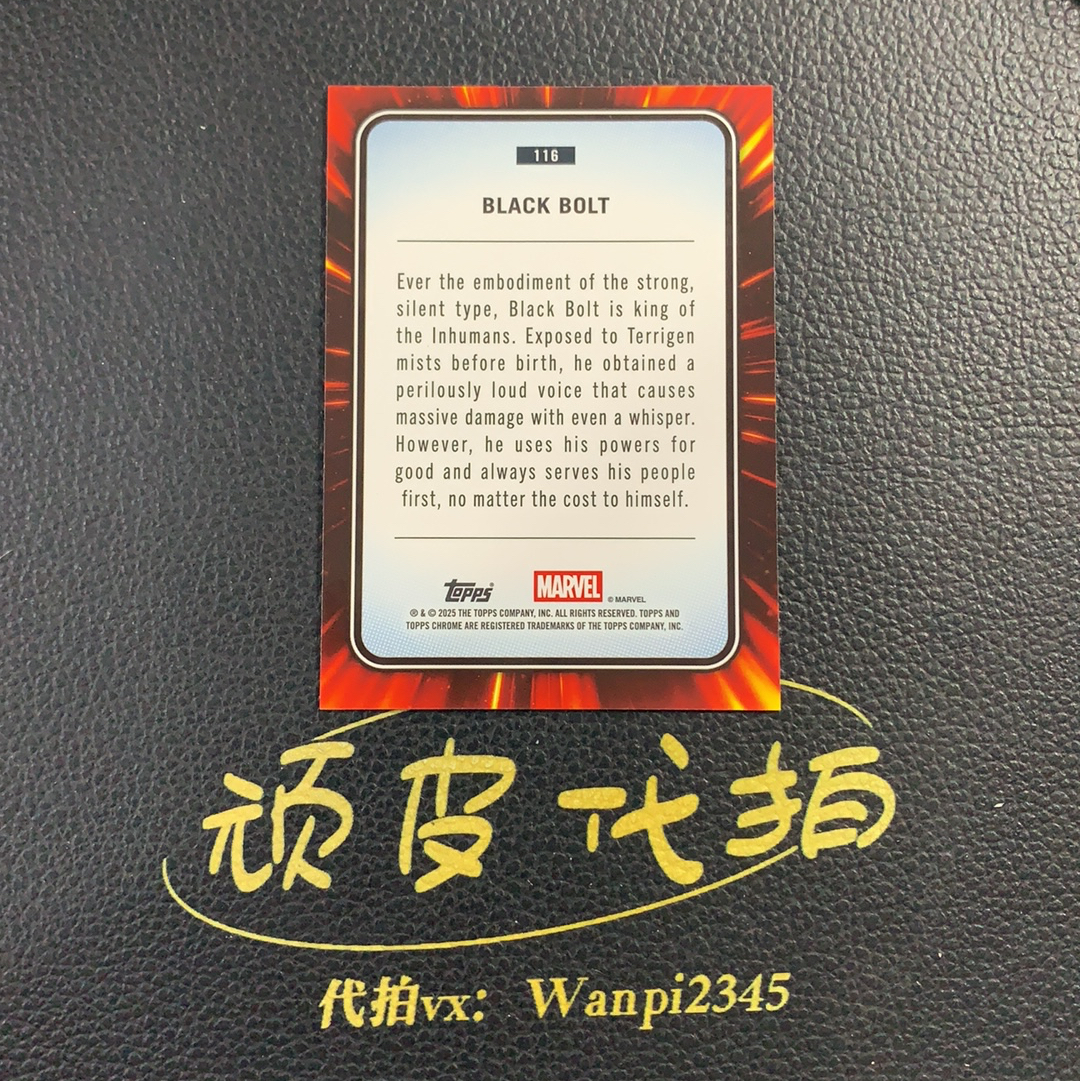 116
BLACK BOLT
Ever the embodiment of the strong,
silent type, Black Bolt is king of
the Inhumans. Exposed to Terrigen
mists before birth, he obtained a
perilously loud voice that causes
massive damage with even a whisper.
However, he uses his powers for
good and always serves his people
first, no matter the cost to himself.
Topps® MARVEL © MARVEL
℗ & © 2025 THE TOPPS COMPANY, INC. ALL RIGHTS RESERVED. TOPPS AND
TOPPS CHROME ARE REGISTERED TRADEMARKS OF THE TOPPS COMPANY, INC.
顽皮代拍
代拍vx: Wanpi2345